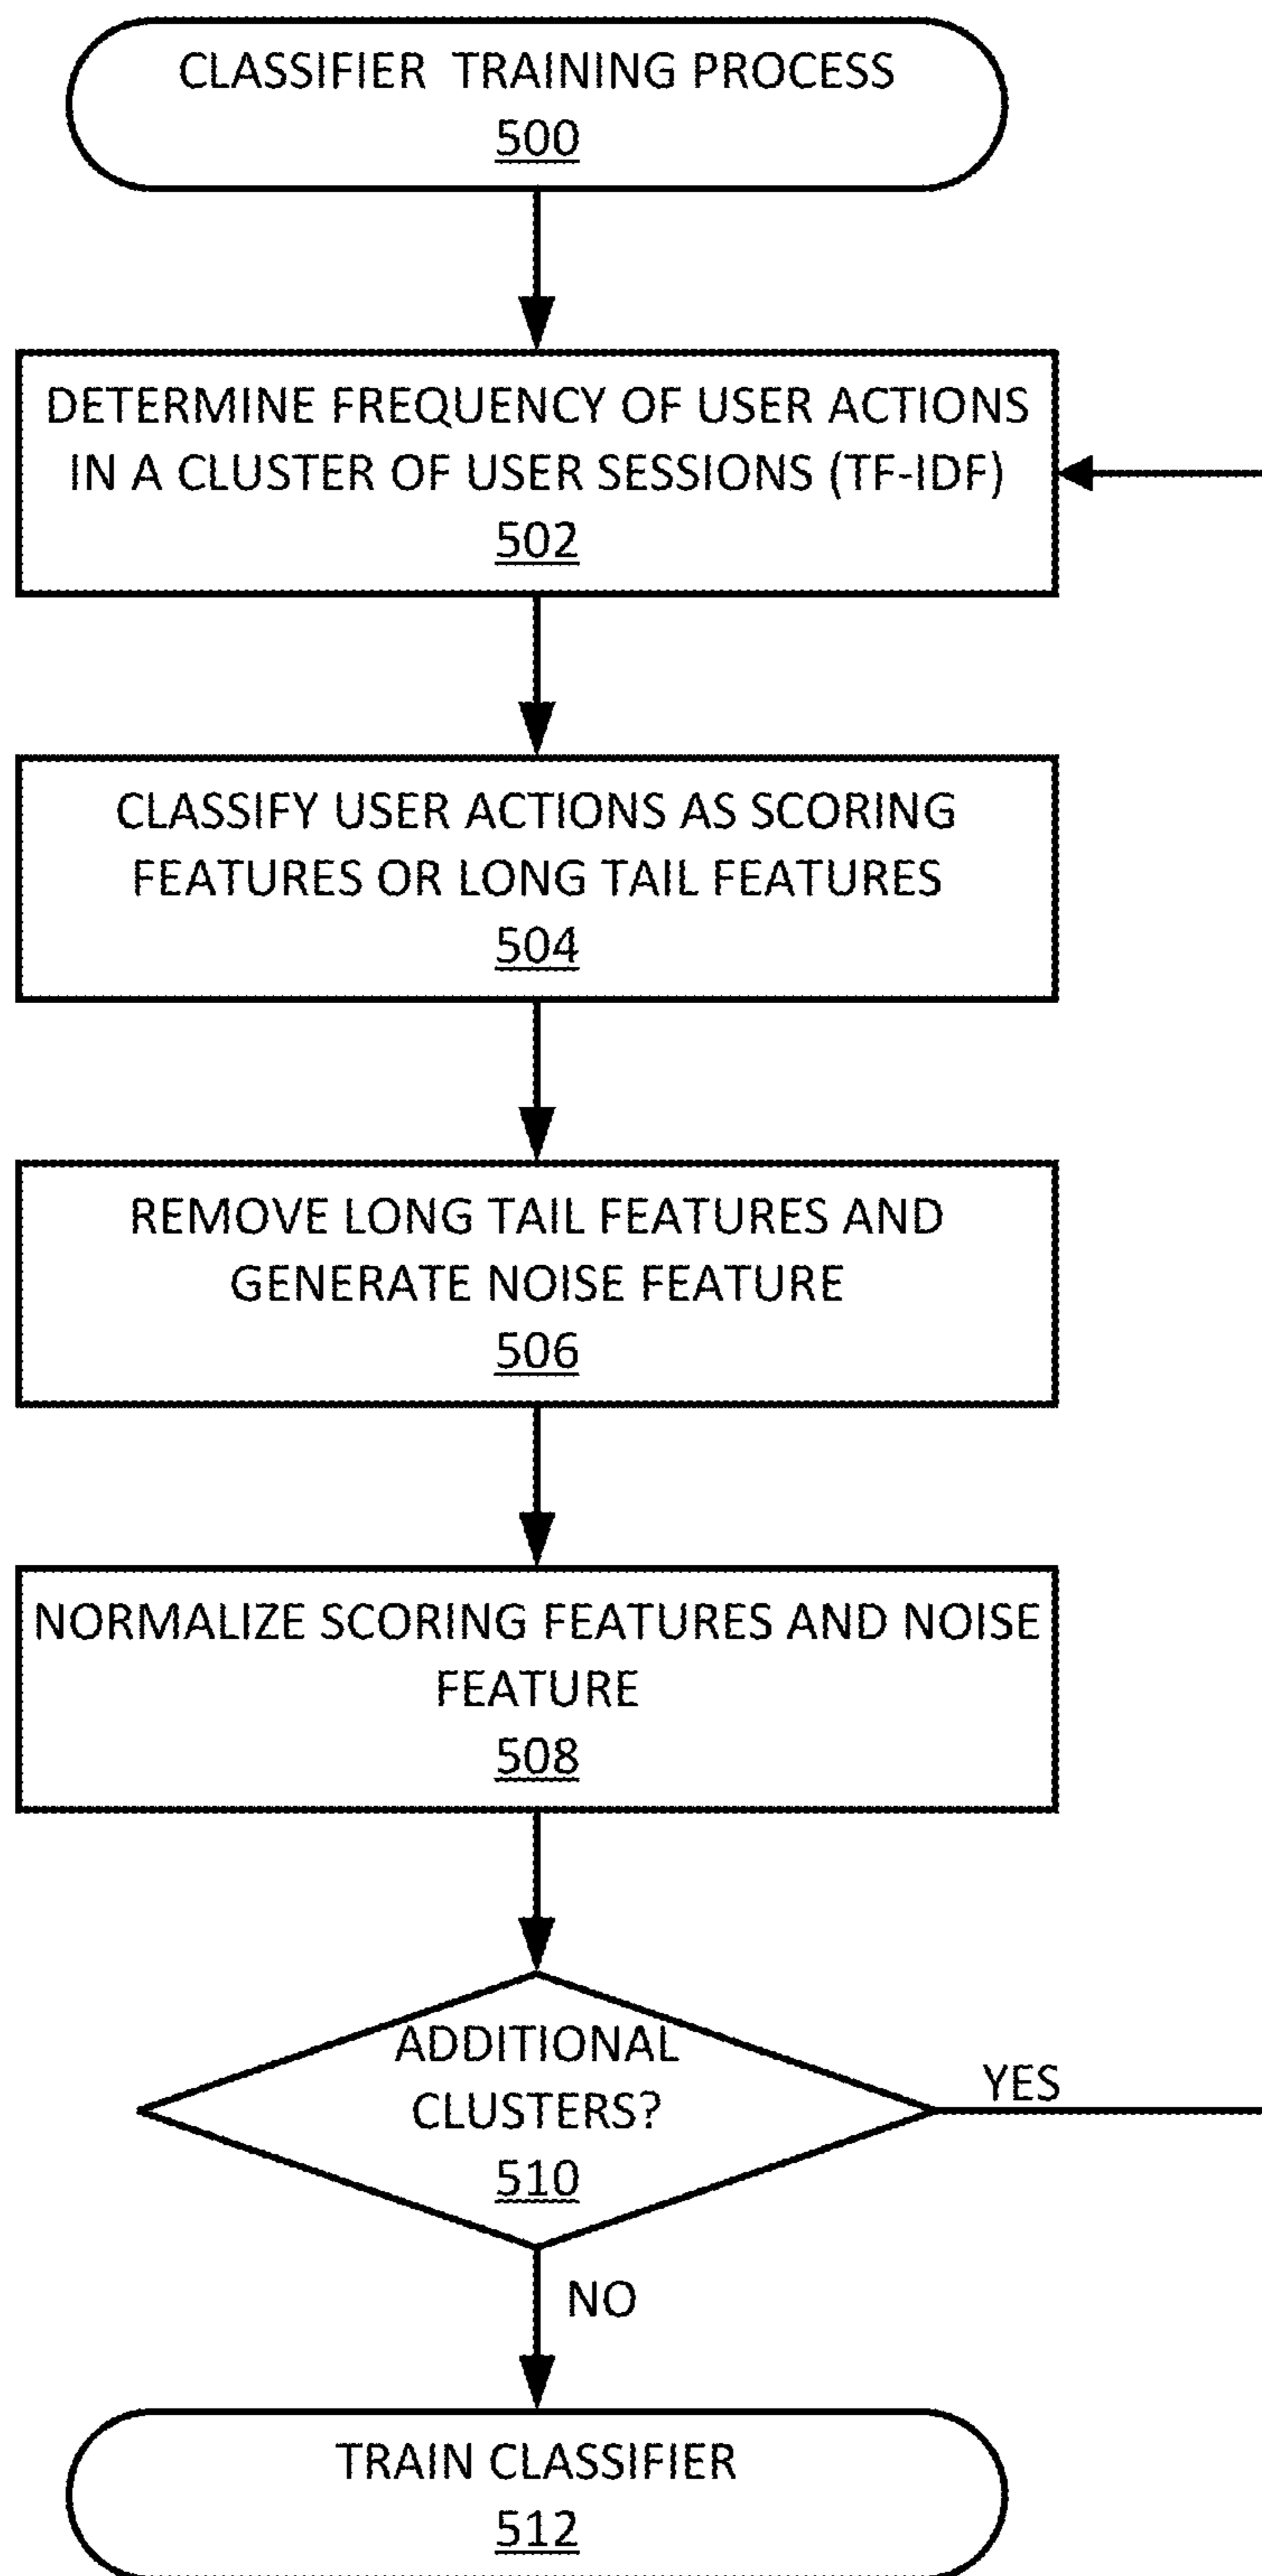 CLASSIFIER TRAINING PROCESS
500
DETERMINE FREQUENCY OF USER ACTIONS
IN A CLUSTER OF USER SESSIONS (TF-IDF)
502
CLASSIFY USER ACTIONS AS SCORING
FEATURES OR LONG TAIL FEATURES
504
REMOVE LONG TAIL FEATURES AND
GENERATE NOISE FEATURE
506
NORMALIZE SCORING FEATURES AND NOISE
FEATURE
508
ADDITIONAL
CLUSTERS?
510
YES
NO
TRAIN CLASSIFIER
512